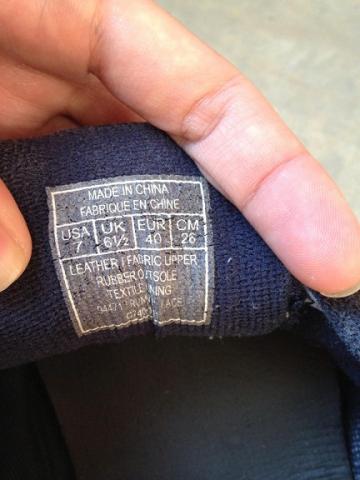 MADE IN CHINA
FABRIQUE EN CHINE
USA UK EUR CM
7 6½ 40 26
LEATHER / FABRIC UPPER
RUBBER OUTSOLE
TEXTILE LINING